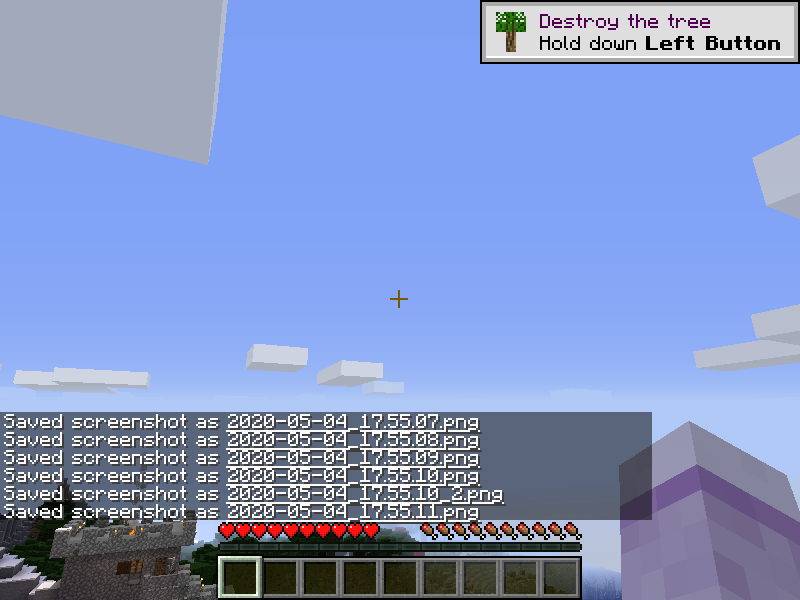 Destroy the tree
Hold down Left Button
Saved screenshot as 2020-05-04_17.55.07.png
Saved screenshot as 2020-05-04_17.55.08.png
Saved screenshot as 2020-05-04_17.55.09.png
Saved screenshot as 2020-05-04_17.55.10.png
Saved screenshot as 2020-05-04_17.55.10_2.png
Saved screenshot as 2020-05-04_17.55.11.png